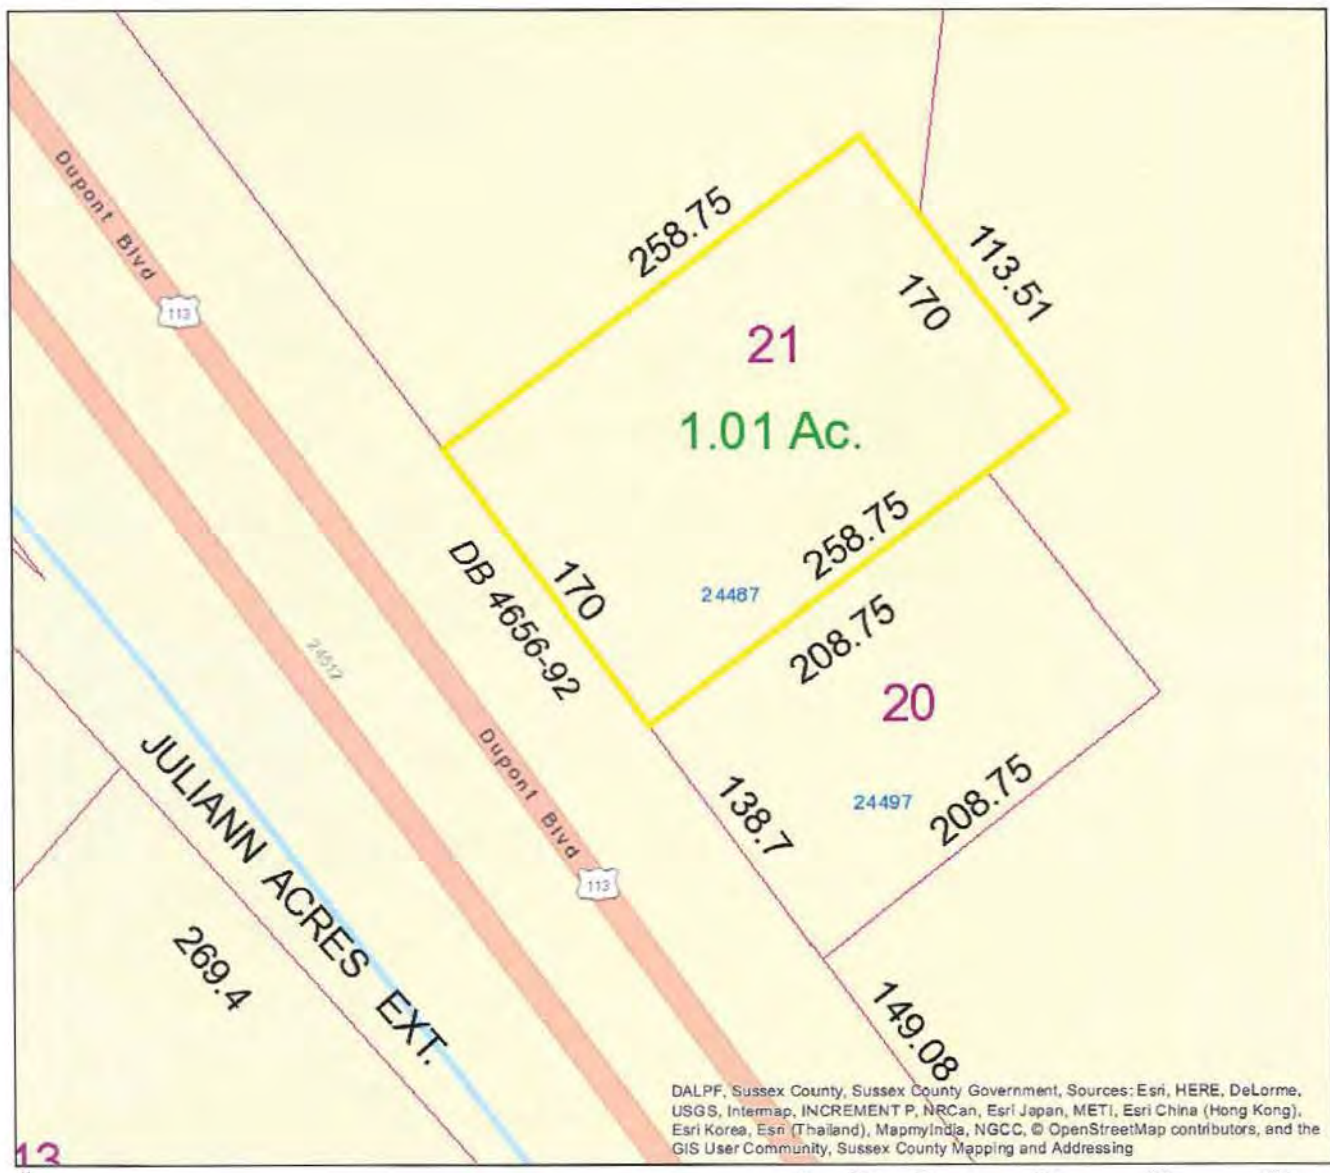 Dupont Blvd
113
258.75
113.51
170
21
1.01 Ac.
258.75
170
DB 4656-92
24487
208.75
24512
20
Dupont Blvd
113
138.7
24497
208.75
JULIANN ACRES EXT.
269.4
149.08
DALPF, Sussex County, Sussex County Government, Sources: Esri, HERE, DeLorme,
USGS, Intermap, INCREMENT P, NRCan, Esri Japan, METI, Esri China (Hong Kong),
Esri Korea, Esri (Thailand), MapmyIndia, NGCC, © OpenStreetMap contributors, and the
GIS User Community, Sussex County Mapping and Addressing
13